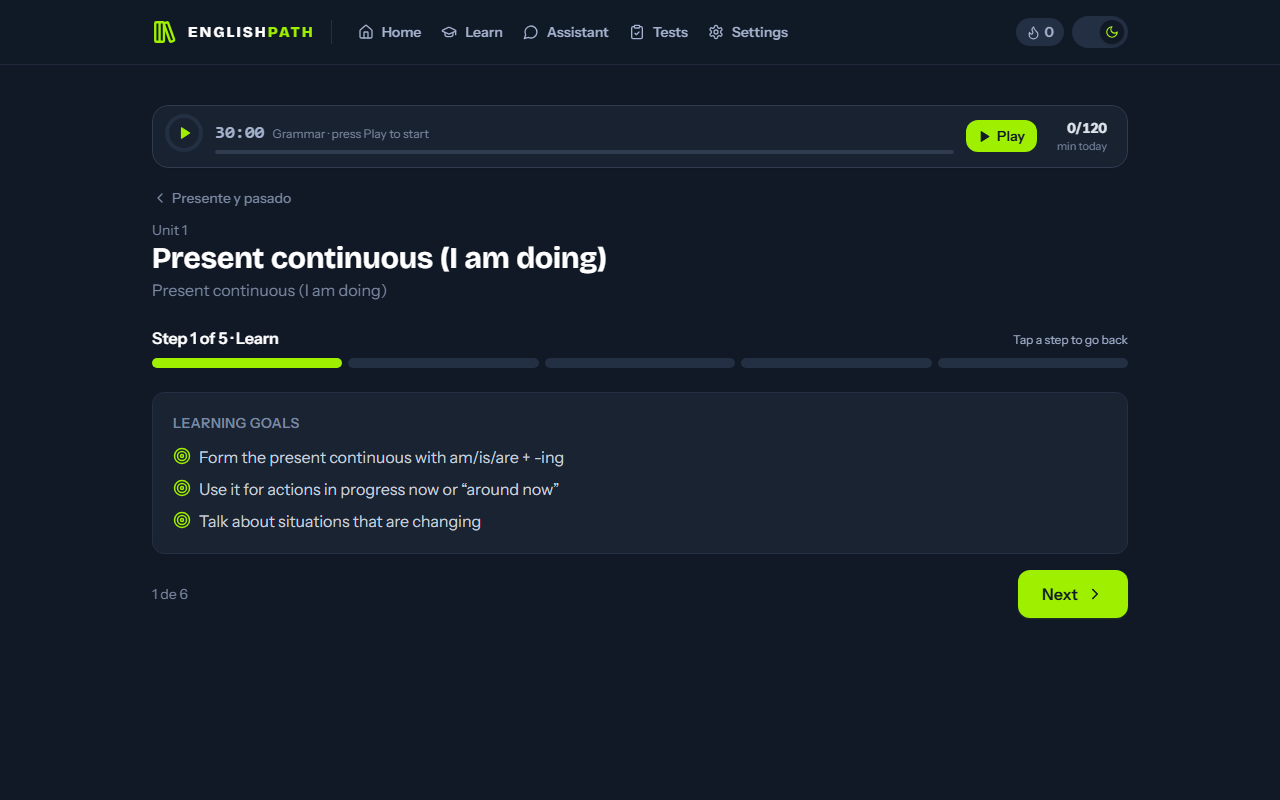 ENGLISHPATH
Home
Learn
Assistant
Tests
Settings
0
30:00 Grammar · press Play to start
Play
0/120
min today
Presente y pasado
Unit 1
Present continuous (I am doing)
Present continuous (I am doing)
Step 1 of 5 · Learn
Tap a step to go back
LEARNING GOALS
Form the present continuous with am/is/are + -ing
Use it for actions in progress now or “around now”
Talk about situations that are changing
1 de 6
Next